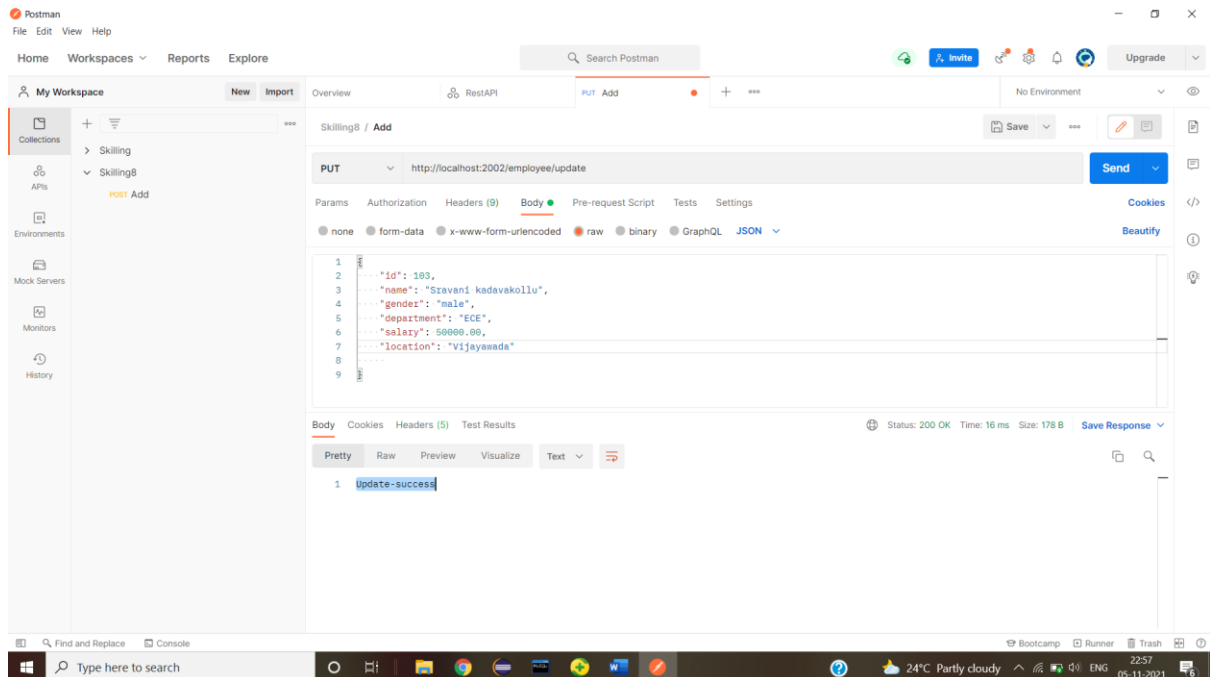 Postman
File Edit View Help
Home Workspaces Reports Explore Search Postman Invite Upgrade
My Workspace New Import Overview RestAPI PUT Add No Environment
Collections
Skilling8 / Add Save
Skilling
Skilling8
POST Add
APIs
Environments
Mock Servers
Monitors
History
PUT http://localhost:2002/employee/update Send
Params Authorization Headers (9) Body Pre-request Script Tests Settings Cookies
none form-data x-www-form-urlencoded raw binary GraphQL JSON Beautify
1 {
2 "id": 103,
3 "name": "Sravani kadavakollu",
4 "gender": "male",
5 "department": "ECE",
6 "salary": 50000.00,
7 "location": "Vijayawada"
8
9 }
Body Cookies Headers (5) Test Results Status: 200 OK Time: 16 ms Size: 178 B Save Response
Pretty Raw Preview Visualize Text
1 Update-success
Find and Replace Console Bootcamp Runner Trash
Type here to search W 24°C Partly cloudy ENG 22:57
05-11-2021 6